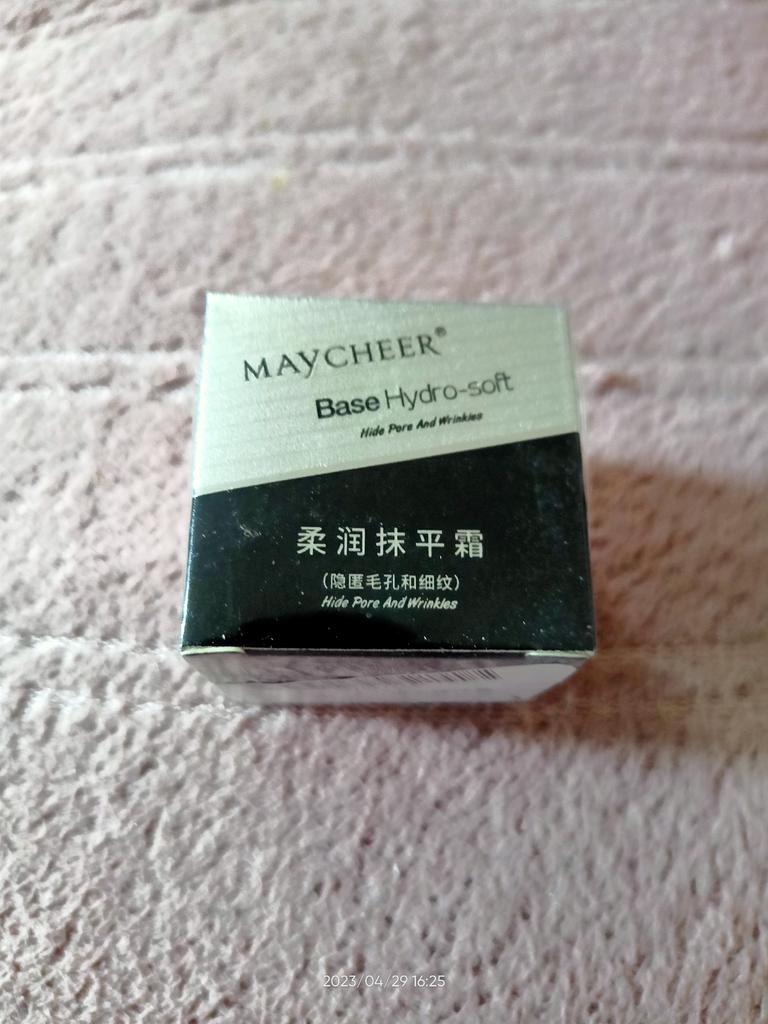 MAYCHEER®
Base Hydro-soft
Hide Pore And Wrinkles
柔润抹平霜
(隐匿毛孔和细纹)
Hide Pore And Wrinkles
2023/04/29 16:25